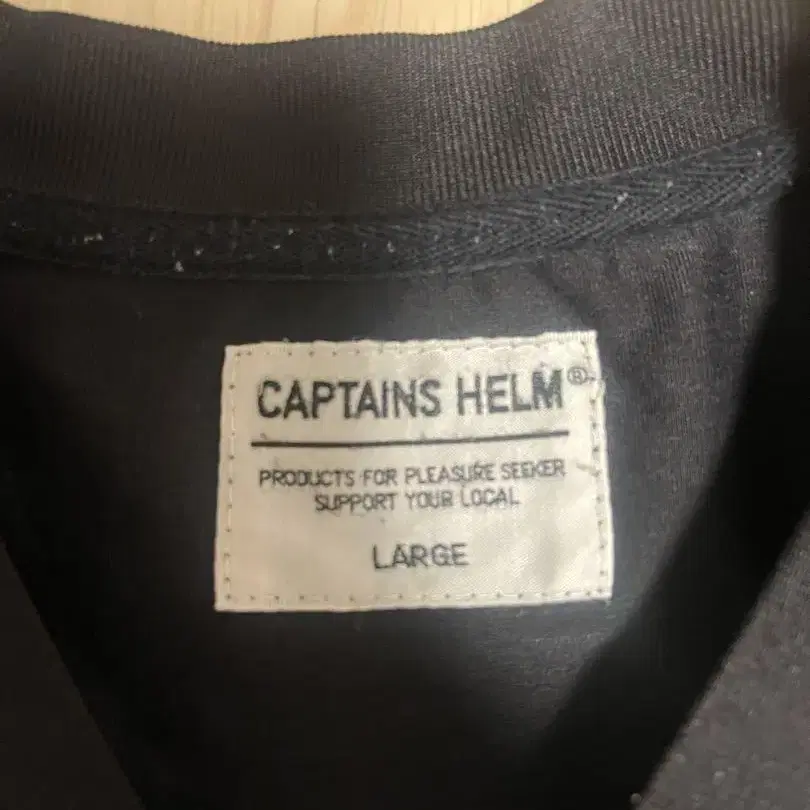 CAPTAINS HELM®
PRODUCTS FOR PLEASURE SEEKER
SUPPORT YOUR LOCAL
LARGE